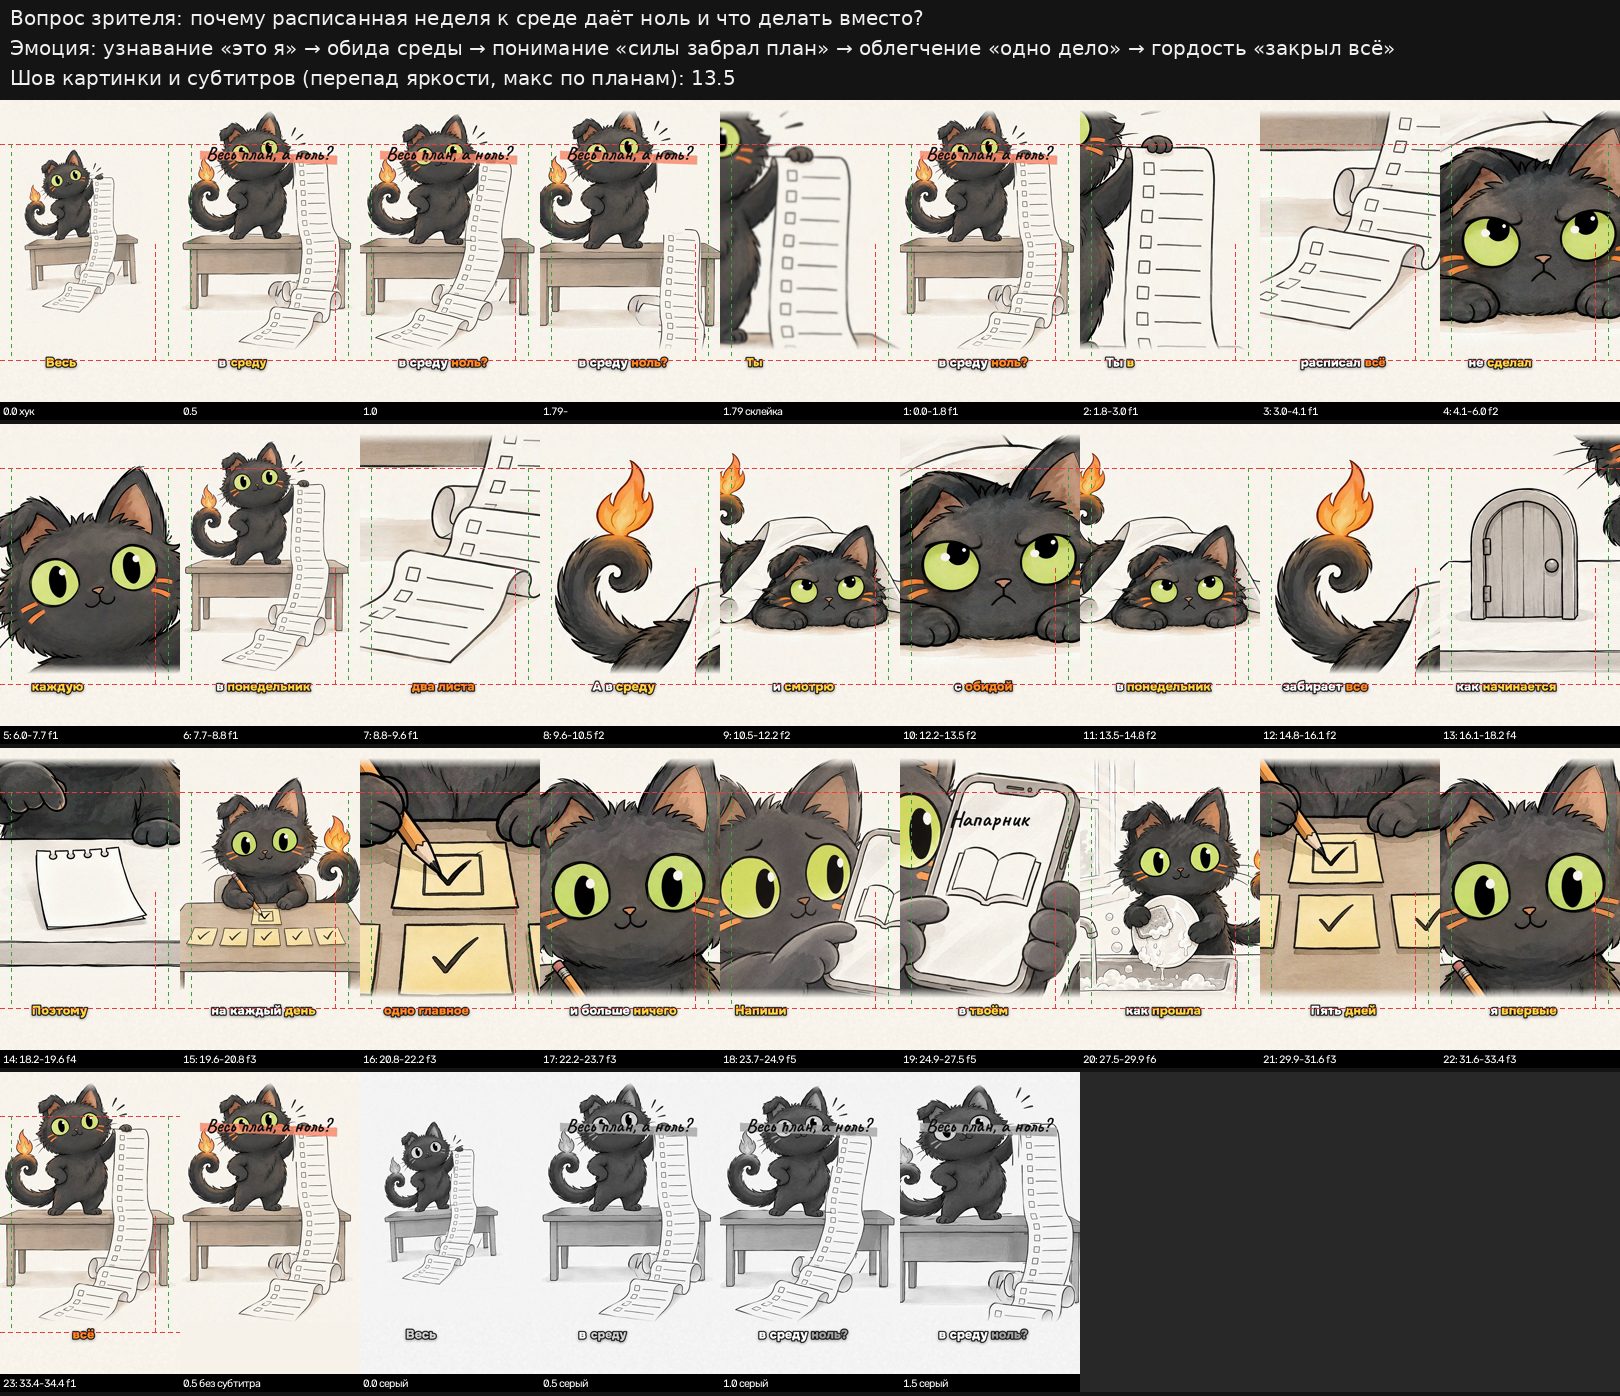 Вопрос зрителя: почему расписанная неделя к среде даёт ноль и что делать вместо?
Эмоция: узнавание «это я» → обида среды → понимание «силы забрал план» → облегчение «одно дело» → гордость «закрыл всё»
Шов картинки и субтитров (перепад яркости, макс по планам): 13.5
Весь план, а ноль? Весь план, а ноль? Весь план, а ноль? Весь план, а ноль?
Весь в среду в среду ноль? в среду ноль? Ты в среду ноль? Ты в расписал всё не сделал
0.0 хук 0.5 1.0 1.79- 1.79 склейка 1: 0.0-1.8 f1 2: 1.8-3.0 f1 3: 3.0-4.1 f1 4: 4.1-6.0 f2
каждую в понедельник два листа А в среду и смотрю с обидой в понедельник забирает все как начинается
5: 6.0-7.7 f1 6: 7.7-8.8 f1 7: 8.8-9.6 f1 8: 9.6-10.5 f2 9: 10.5-12.2 f2 10: 12.2-13.5 f2 11: 13.5-14.8 f2 12: 14.8-16.1 f2 13: 16.1-18.2 f4
Напарник
Поэтому на каждый день одно главное и больше ничего Напиши в твоём как прошла Пять дней я впервые
14: 18.2-19.6 f4 15: 19.6-20.8 f3 16: 20.8-22.2 f3 17: 22.2-23.7 f3 18: 23.7-24.9 f5 19: 24.9-27.5 f5 20: 27.5-29.9 f6 21: 29.9-31.6 f3 22: 31.6-33.4 f3
Весь план, а ноль? Весь план, а ноль? Весь план, а ноль? Весь план, а ноль?
всё Весь в среду в среду ноль? в среду ноль?
23: 33.4-34.4 f1 0.5 без субтитра 0.0 серый 0.5 серый 1.0 серый 1.5 серый